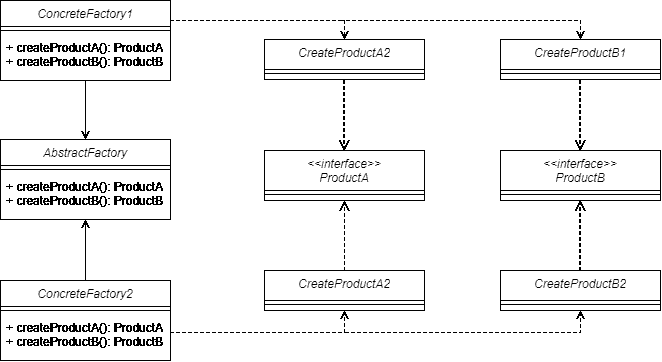 ConcreteFactory1
+ createProductA(): ProductA
+ createProductB(): ProductB
CreateProductA2
CreateProductB1
AbstractFactory
+ createProductA(): ProductA
+ createProductB(): ProductB
<<interface>>
ProductA
<<interface>>
ProductB
ConcreteFactory2
+ createProductA(): ProductA
+ createProductB(): ProductB
CreateProductA2
CreateProductB2